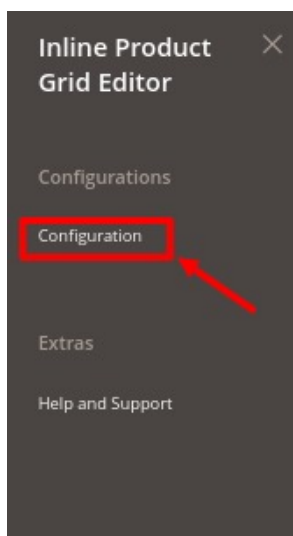 Inline Product
Grid Editor
Configurations
Configuration
Extras
Help and Support